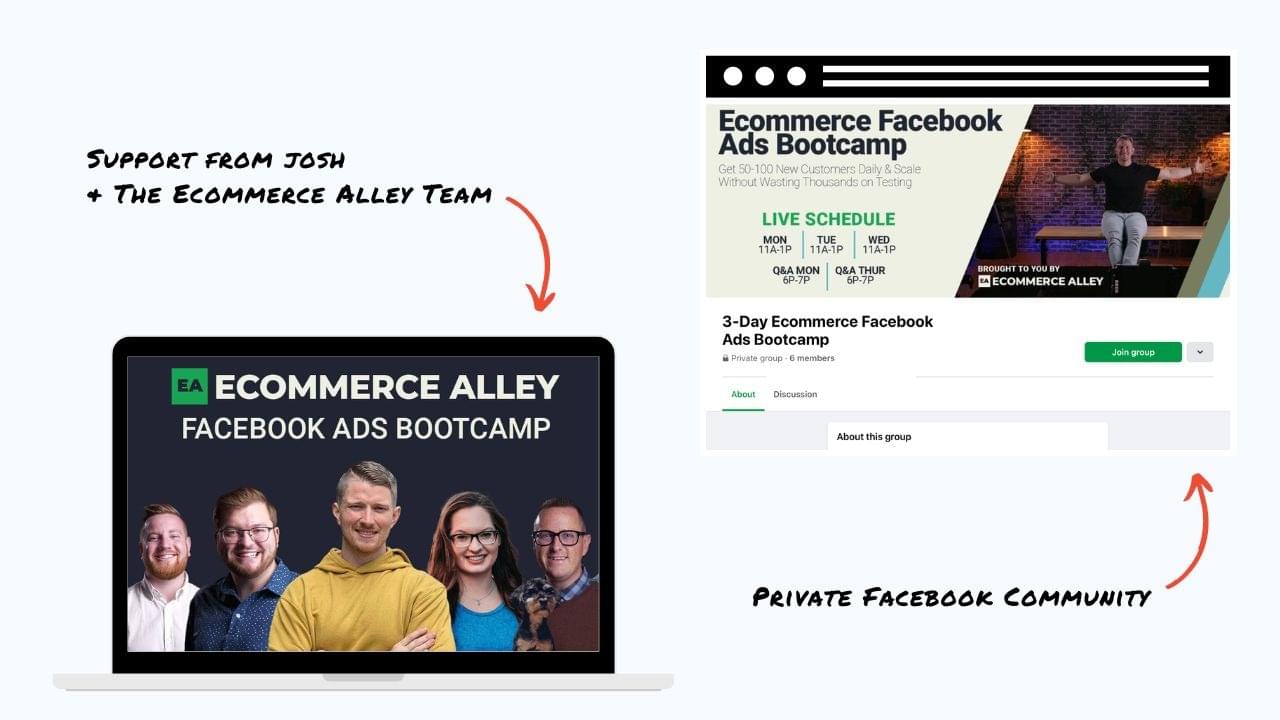 Support from Josh
& The Ecommerce Alley Team
EA ECOMMERCE ALLEY
FACEBOOK ADS BOOTCAMP
Ecommerce Facebook
Ads Bootcamp
Get 50-100 New Customers Daily & Scale
Without Wasting Thousands on Testing
LIVE SCHEDULE
MON TUE WED
11A-1P 11A-1P 11A-1P
Q&A MON Q&A THUR
6P-7P 6P-7P
BROUGHT TO YOU BY
EA ECOMMERCE ALLEY
3-Day Ecommerce Facebook
Ads Bootcamp
Private group · 6 members
Join group
About Discussion
About this group
Private Facebook Community